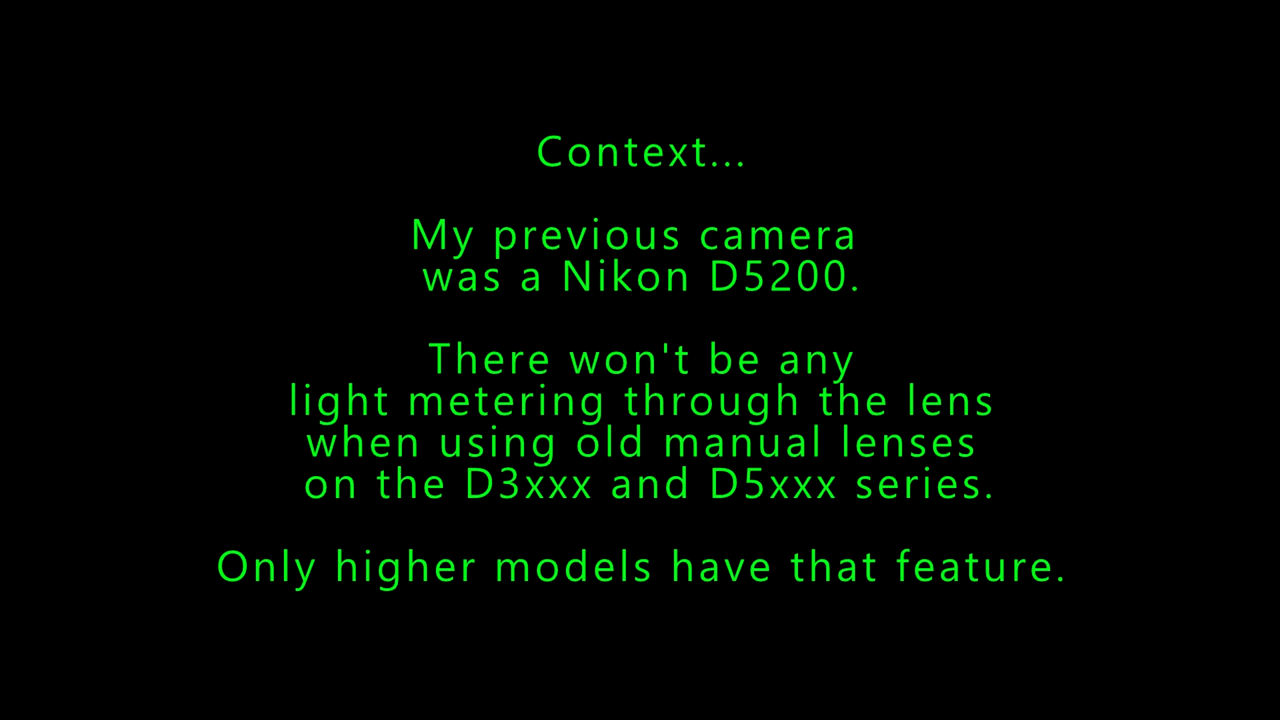 Context...
My previous camera
was a Nikon D5200.
There won't be any
light metering through the lens
when using old manual lenses
on the D3xxx and D5xxx series.
Only higher models have that feature.